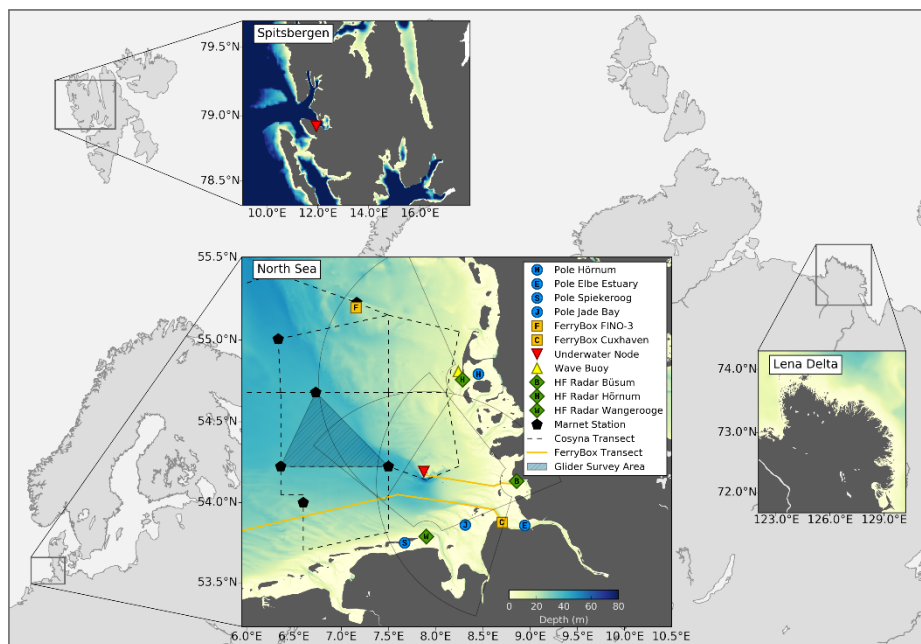 Spitsbergen
79.5°N
79.0°N
78.5°N
10.0°E 12.0°E 14.0°E 16.0°E
North Sea
55.5°N
55.0°N
54.5°N
54.0°N
53.5°N
6.0°E 6.5°E 7.0°E 7.5°E 8.0°E 8.5°E 9.0°E 9.5°E 10.0°E 10.5°E
H Pole Hörnum
E Pole Elbe Estuary
S Pole Spiekeroog
J Pole Jade Bay
F FerryBox FINO-3
C FerryBox Cuxhaven
Underwater Node
Wave Buoy
B HF Radar Büsum
H HF Radar Hörnum
W HF Radar Wangerooge
Marnet Station
Cosyna Transect
FerryBox Transect
Glider Survey Area
F
H H
B
J C E
S W
0 20 40 60 80
Depth (m)
Lena Delta
74.0°N
73.0°N
72.0°N
123.0°E 126.0°E 129.0°E